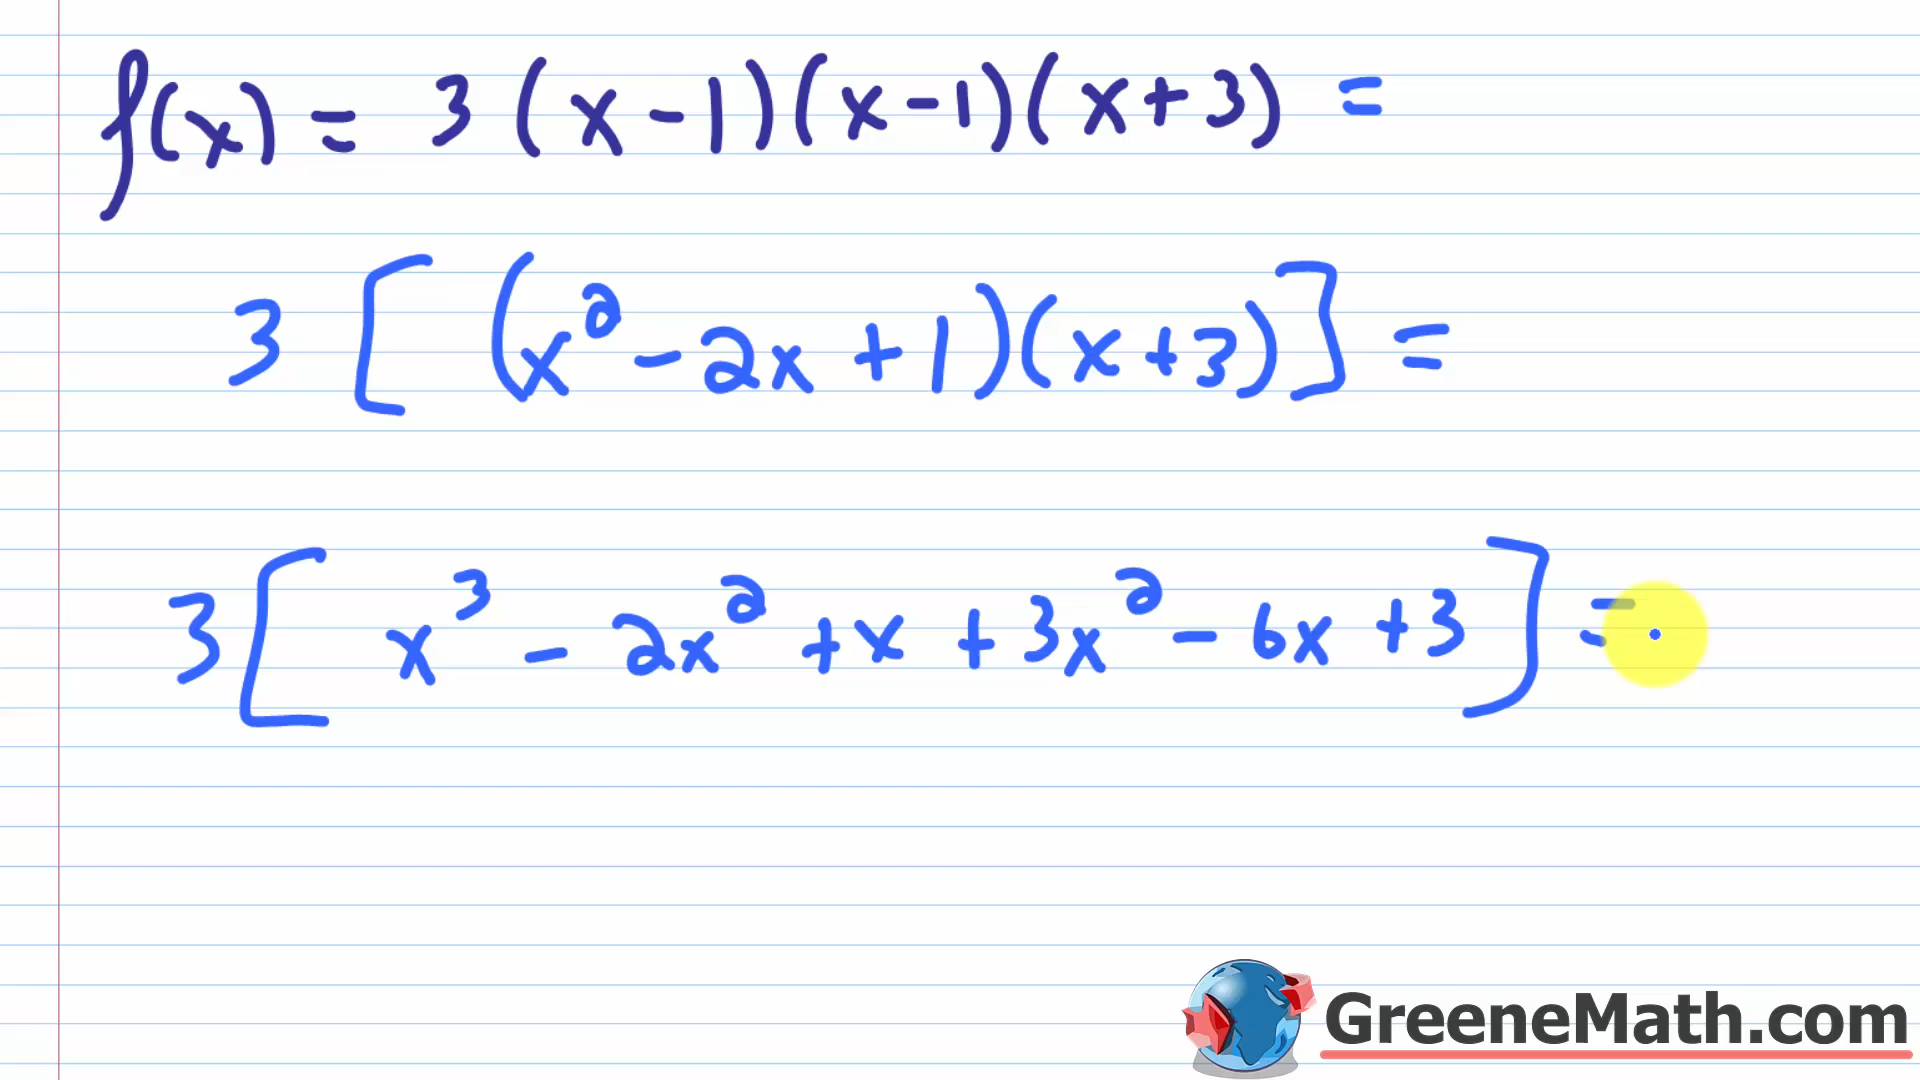 f(x) = 3 (x - 1)(x - 1)(x + 3) =
3 [ (x² - 2x + 1)(x + 3) ] =
3 [ x³ - 2x² + x + 3x² - 6x + 3 ] =
GreeneMath.com